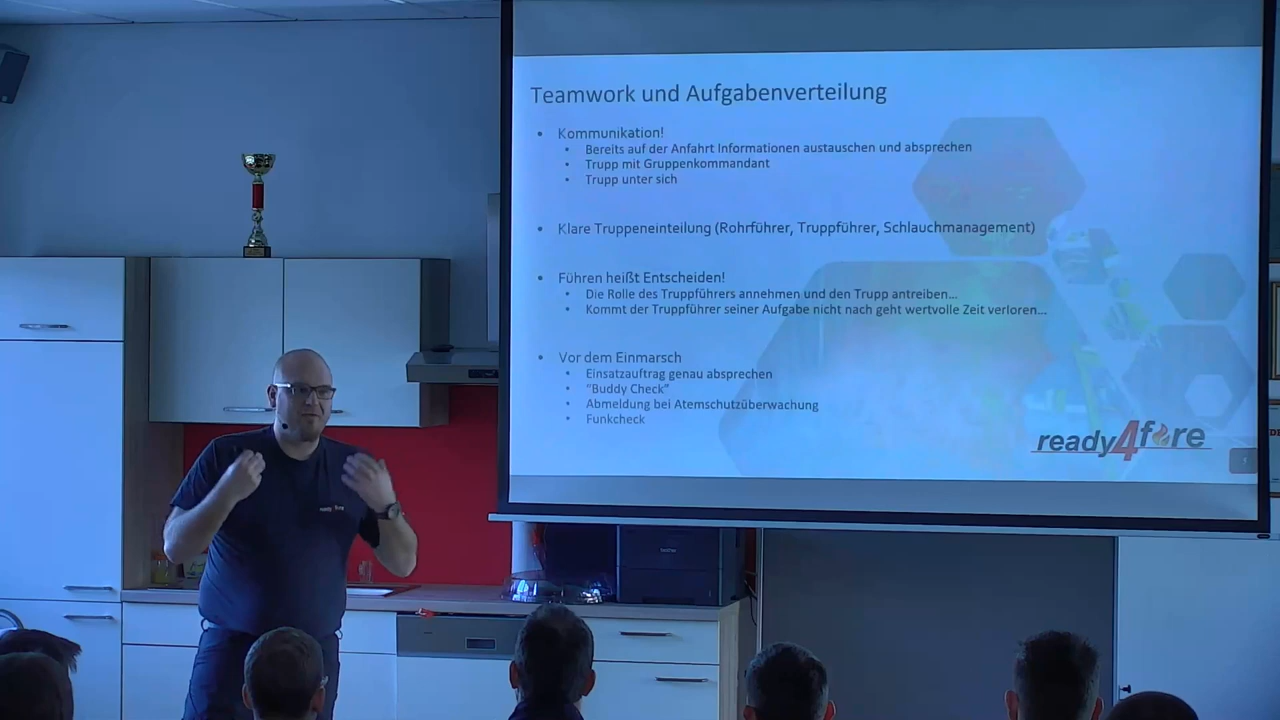 Teamwork und Aufgabenverteilung
• Kommunikation!
• Bereits auf der Anfahrt Informationen austauschen und absprechen
• Trupp mit Gruppenkommandant
• Trupp unter sich
• Klare Truppeneinteilung (Rohrführer, Truppführer, Schlauchmanagement)
• Führen heißt Entscheiden!
• Die Rolle des Truppführers annehmen und den Trupp antreiben...
• Kommt der Truppführer seiner Aufgabe nicht nach geht wertvolle Zeit verloren...
• Vor dem Einmarsch
• Einsatzauftrag genau absprechen
• "Buddy Check"
• Abmeldung bei Atemschutzüberwachung
• Funkcheck
ready4fire
brother